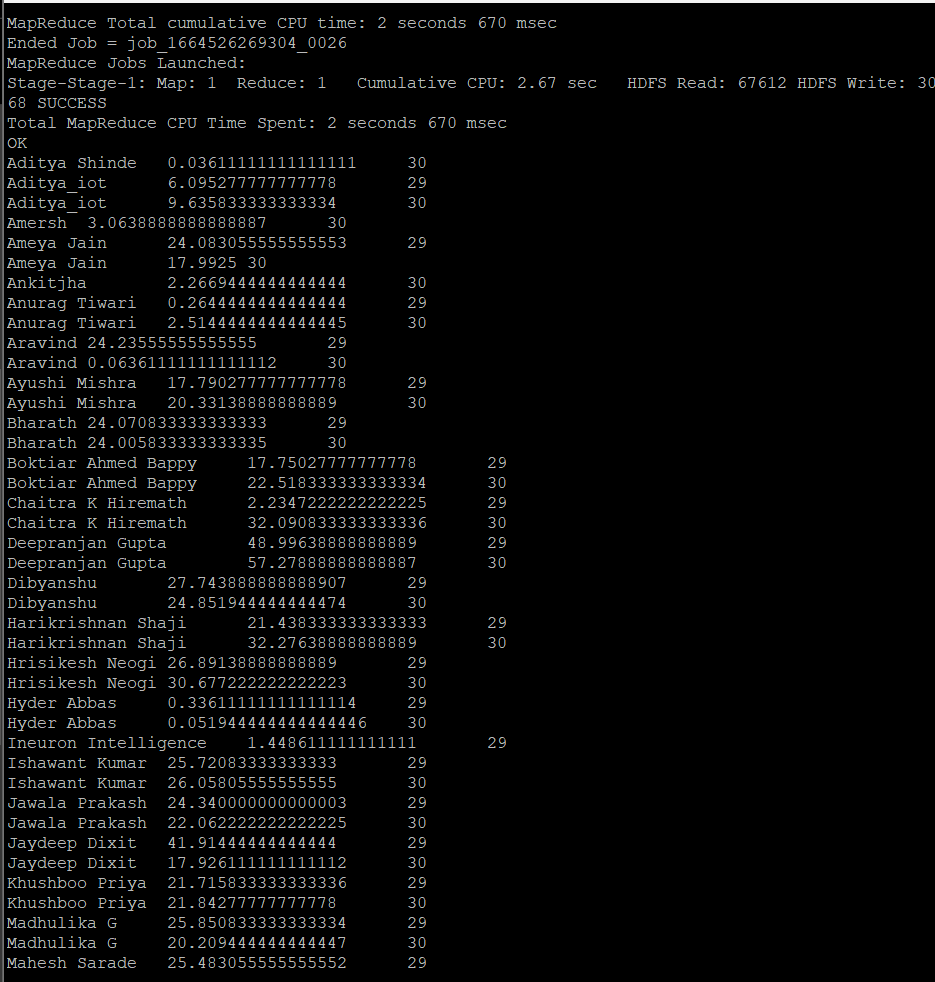 MapReduce Total cumulative CPU time: 2 seconds 670 msec
Ended Job = job_1664526269304_0026
MapReduce Jobs Launched:
Stage-Stage-1: Map: 1  Reduce: 1   Cumulative CPU: 2.67 sec   HDFS Read: 67612 HDFS Write: 30
68 SUCCESS
Total MapReduce CPU Time Spent: 2 seconds 670 msec
OK
Aditya Shinde   0.03611111111111111     30
Aditya_iot      6.095277777777778       29
Aditya_iot      9.635833333333334       30
Amersh  3.0638888888888887      30
Ameya Jain      24.083055555555553      29
Ameya Jain      17.9925 30
Ankitjha        2.2669444444444444      30
Anurag Tiwari   0.2644444444444444      29
Anurag Tiwari   2.5144444444444445      30
Aravind 24.23555555555555       29
Aravind 0.06361111111111112     30
Ayushi Mishra   17.790277777777778      29
Ayushi Mishra   20.33138888888889       30
Bharath 24.070833333333333      29
Bharath 24.005833333333335      30
Boktiar Ahmed Bappy     17.75027777777778       29
Boktiar Ahmed Bappy     22.518333333333334      30
Chaitra K Hiremath      2.2347222222222225      29
Chaitra K Hiremath      32.090833333333336      30
Deepranjan Gupta        48.99638888888889       29
Deepranjan Gupta        57.27888888888887       30
Dibyanshu       27.743888888888907      29
Dibyanshu       24.851944444444474      30
Harikrishnan Shaji      21.438333333333333      29
Harikrishnan Shaji      32.27638888888889       30
Hrisikesh Neogi 26.89138888888889       29
Hrisikesh Neogi 30.677222222222223      30
Hyder Abbas     0.33611111111111114     29
Hyder Abbas     0.051944444444444446    30
Ineuron Intelligence    1.448611111111111       29
Ishawant Kumar  25.72083333333333       29
Ishawant Kumar  26.05805555555555       30
Jawala Prakash  24.340000000000003      29
Jawala Prakash  22.062222222222225      30
Jaydeep Dixit   41.91444444444444       29
Jaydeep Dixit   17.926111111111112      30
Khushboo Priya  21.715833333333336      29
Khushboo Priya  21.84277777777778       30
Madhulika G     25.850833333333334      29
Madhulika G     20.209444444444447      30
Mahesh Sarade   25.483055555555552      29